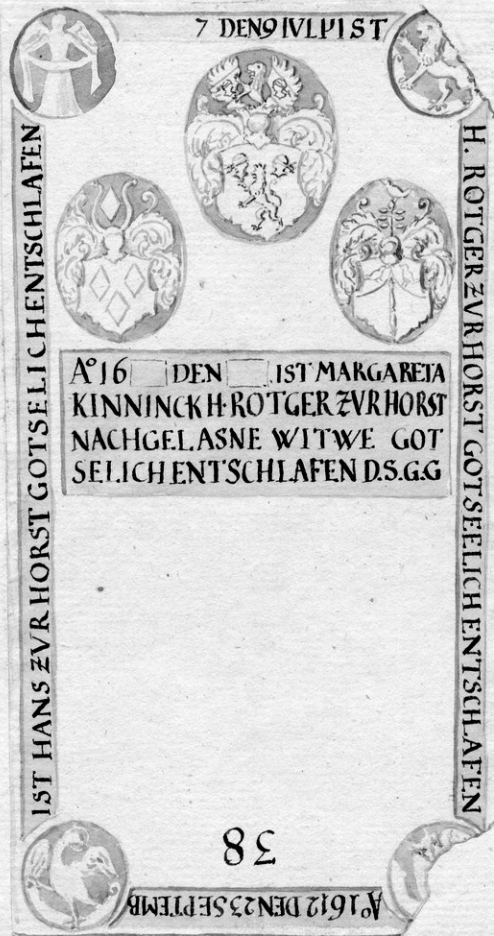 7 DEN 9 IVLP IST
H. ROTGER ZVR HORST GOTSEELICH ENTSCHLAFEN
Aº 1612 DEN 23 SEPTEMB
IST HANS ZVR HORST GOTSELICH ENTSCHLAFEN
Aº 16 DEN IST MARGARETA
KINNINCK H·ROTGER ZVR HORST
NACHGELASNE WITWE GOT
SELICH ENTSCHLAFEN D.S.G.G
38